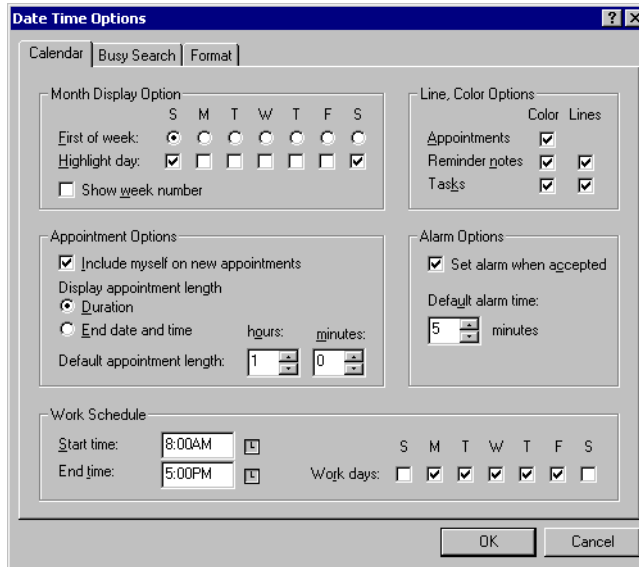 Date Time Options
Calendar Busy Search Format
Month Display Option
S M T W T F S
First of week:
Highlight day:
Show week number
Line, Color Options
Color Lines
Appointments
Reminder notes
Tasks
Appointment Options
Include myself on new appointments
Display appointment length
Duration
End date and time hours: minutes:
Default appointment length: 1 0
Alarm Options
Set alarm when accepted
Default alarm time:
5 minutes
Work Schedule
Start time: 8:00AM
End time: 5:00PM
S M T W T F S
Work days:
OK Cancel